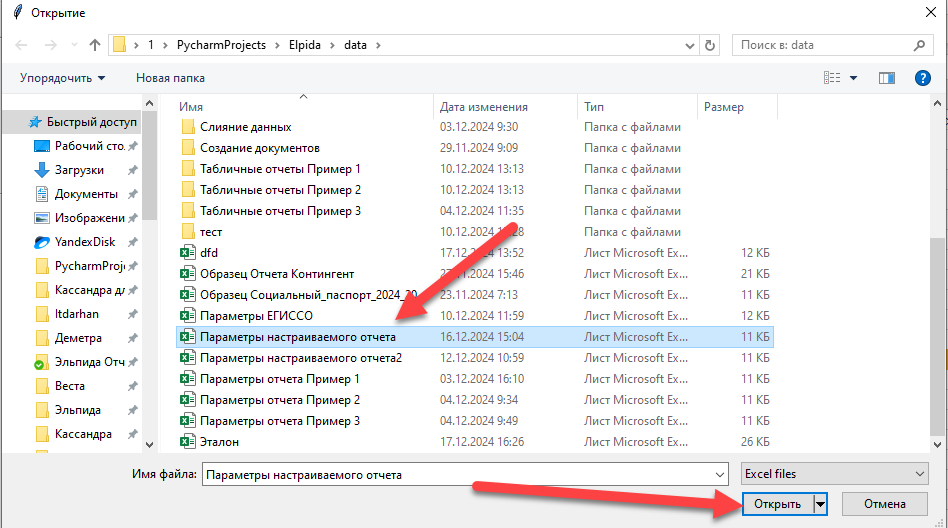 Открытие
1 PycharmProjects Elpida data
Поиск в: data
Упорядочить Новая папка
Имя Дата изменения Тип Размер
Быстрый доступ
Рабочий сто.
Загрузки
Документы
Изображени
YandexDisk
PycharmProj
Кассандра дл
Itdarhan
Деметра
Эльпида Отч
Веста
Эльпида
Кассандра
Слияние данных 03.12.2024 9:30 Папка с файлами
Создание документов 29.11.2024 9:09 Папка с файлами
Табличные отчеты Пример 1 10.12.2024 13:13 Папка с файлами
Табличные отчеты Пример 2 10.12.2024 13:13 Папка с файлами
Табличные отчеты Пример 3 04.12.2024 11:35 Папка с файлами
тест 10.12.2024 Папка с файлами
dfd 17.12.2024 13:52 Лист Microsoft Ex... 12 КБ
Образец Отчета Контингент 15:46 Лист Microsoft Ex... 21 КБ
Образец Социальный_паспорт_2024_20 23.11.2024 7:13 Лист Microsoft Ex... 11 КБ
Параметры ЕГИССО 10.12.2024 11:59 Лист Microsoft Ex... 12 КБ
Параметры настраиваемого отчета 16.12.2024 15:04 Лист Microsoft Ex... 11 КБ
Параметры настраиваемого отчета2 12.12.2024 10:59 Лист Microsoft Ex... 11 КБ
Параметры отчета Пример 1 03.12.2024 16:10 Лист Microsoft Ex... 11 КБ
Параметры отчета Пример 2 04.12.2024 9:34 Лист Microsoft Ex... 11 КБ
Параметры отчета Пример 3 04.12.2024 9:49 Лист Microsoft Ex... 11 КБ
Эталон 17.12.2024 16:26 Лист Microsoft Ex... 26 КБ
Имя файла: Параметры настраиваемого отчета Excel files
Открыть Отмена